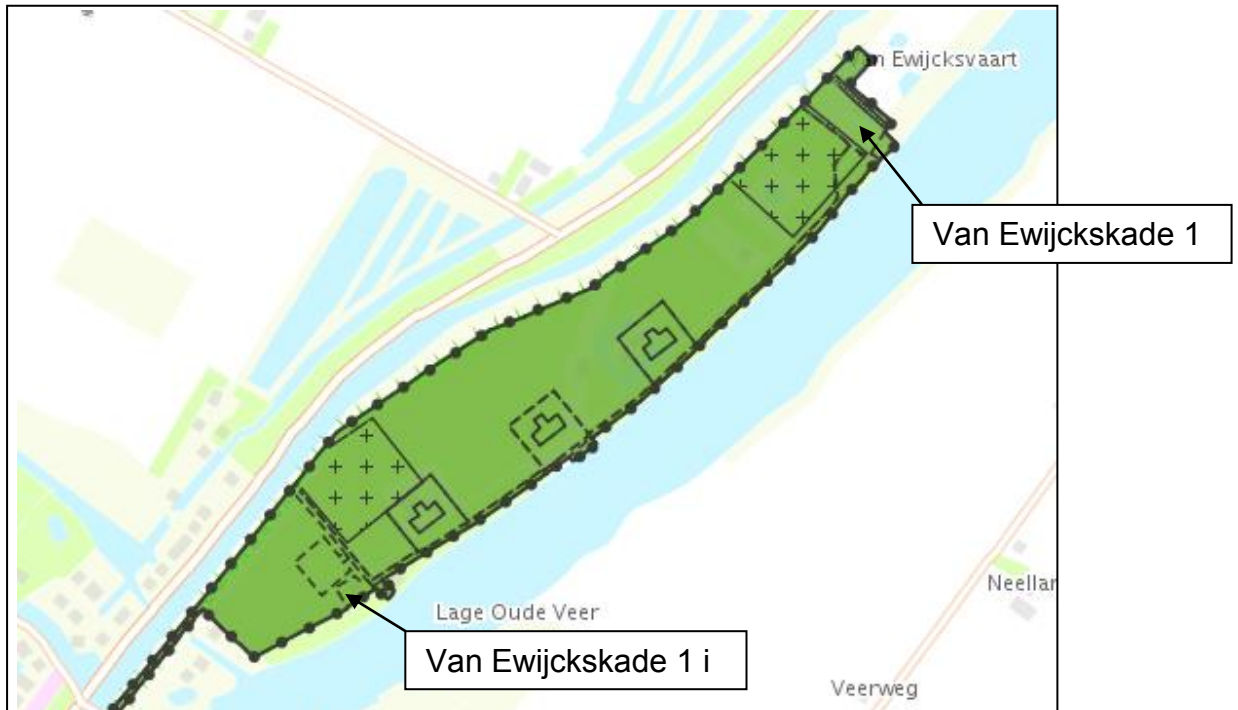 n Ewijcksvaart
Van Ewijckskade 1
Neellar
Lage Oude Veer
Van Ewijckskade 1 i
Veerweg